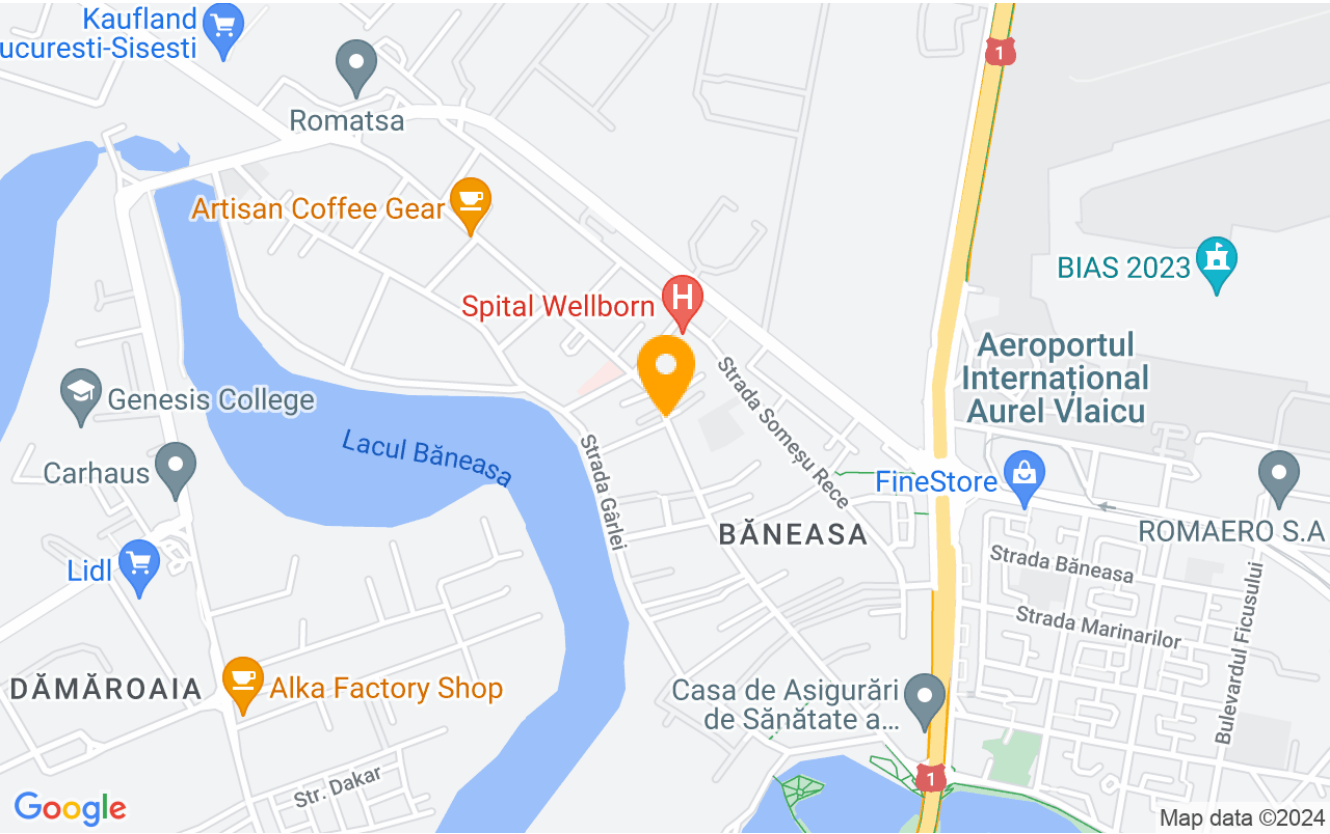 Kaufland
ucuresti-Sisesti
1
Romatsa
Artisan Coffee Gear
BIAS 2023
Spital Wellborn
H
Aeroportul
Internațional
Aurel Vlaicu
Strada Someșu Rece
Genesis College
Lacul Băneasa
Strada Gârlei
Carhaus
FineStore
BĂNEASA
ROMAERO S.A
Lidl
Strada Băneasa
Strada Marinarilor
Bulevardul Ficusului
DĂMĂROAIA
Alka Factory Shop
Casa de Asigurări
de Sănătate a...
1
Str. Dakar
Google
Map data ©2024